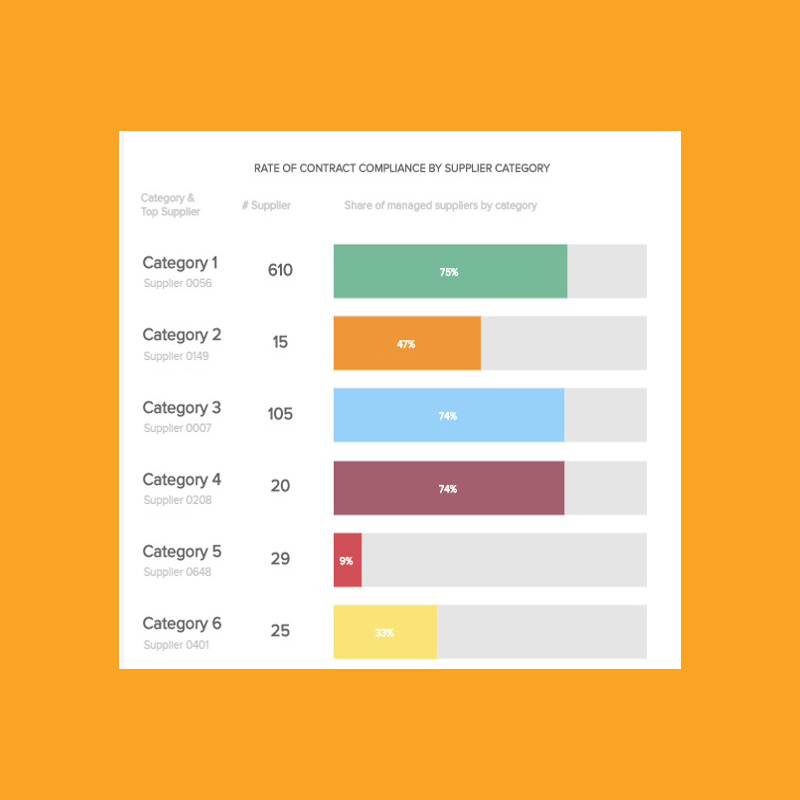 RATE OF CONTRACT COMPLIANCE BY SUPPLIER CATEGORY
Category &
Top Supplier
# Supplier
Share of managed suppliers by category
Category 1
Supplier 0056
610
75%
Category 2
Supplier 0149
15
47%
Category 3
Supplier 0007
105
74%
Category 4
Supplier 0208
20
74%
Category 5
Supplier 0648
29
9%
Category 6
Supplier 0401
25
33%